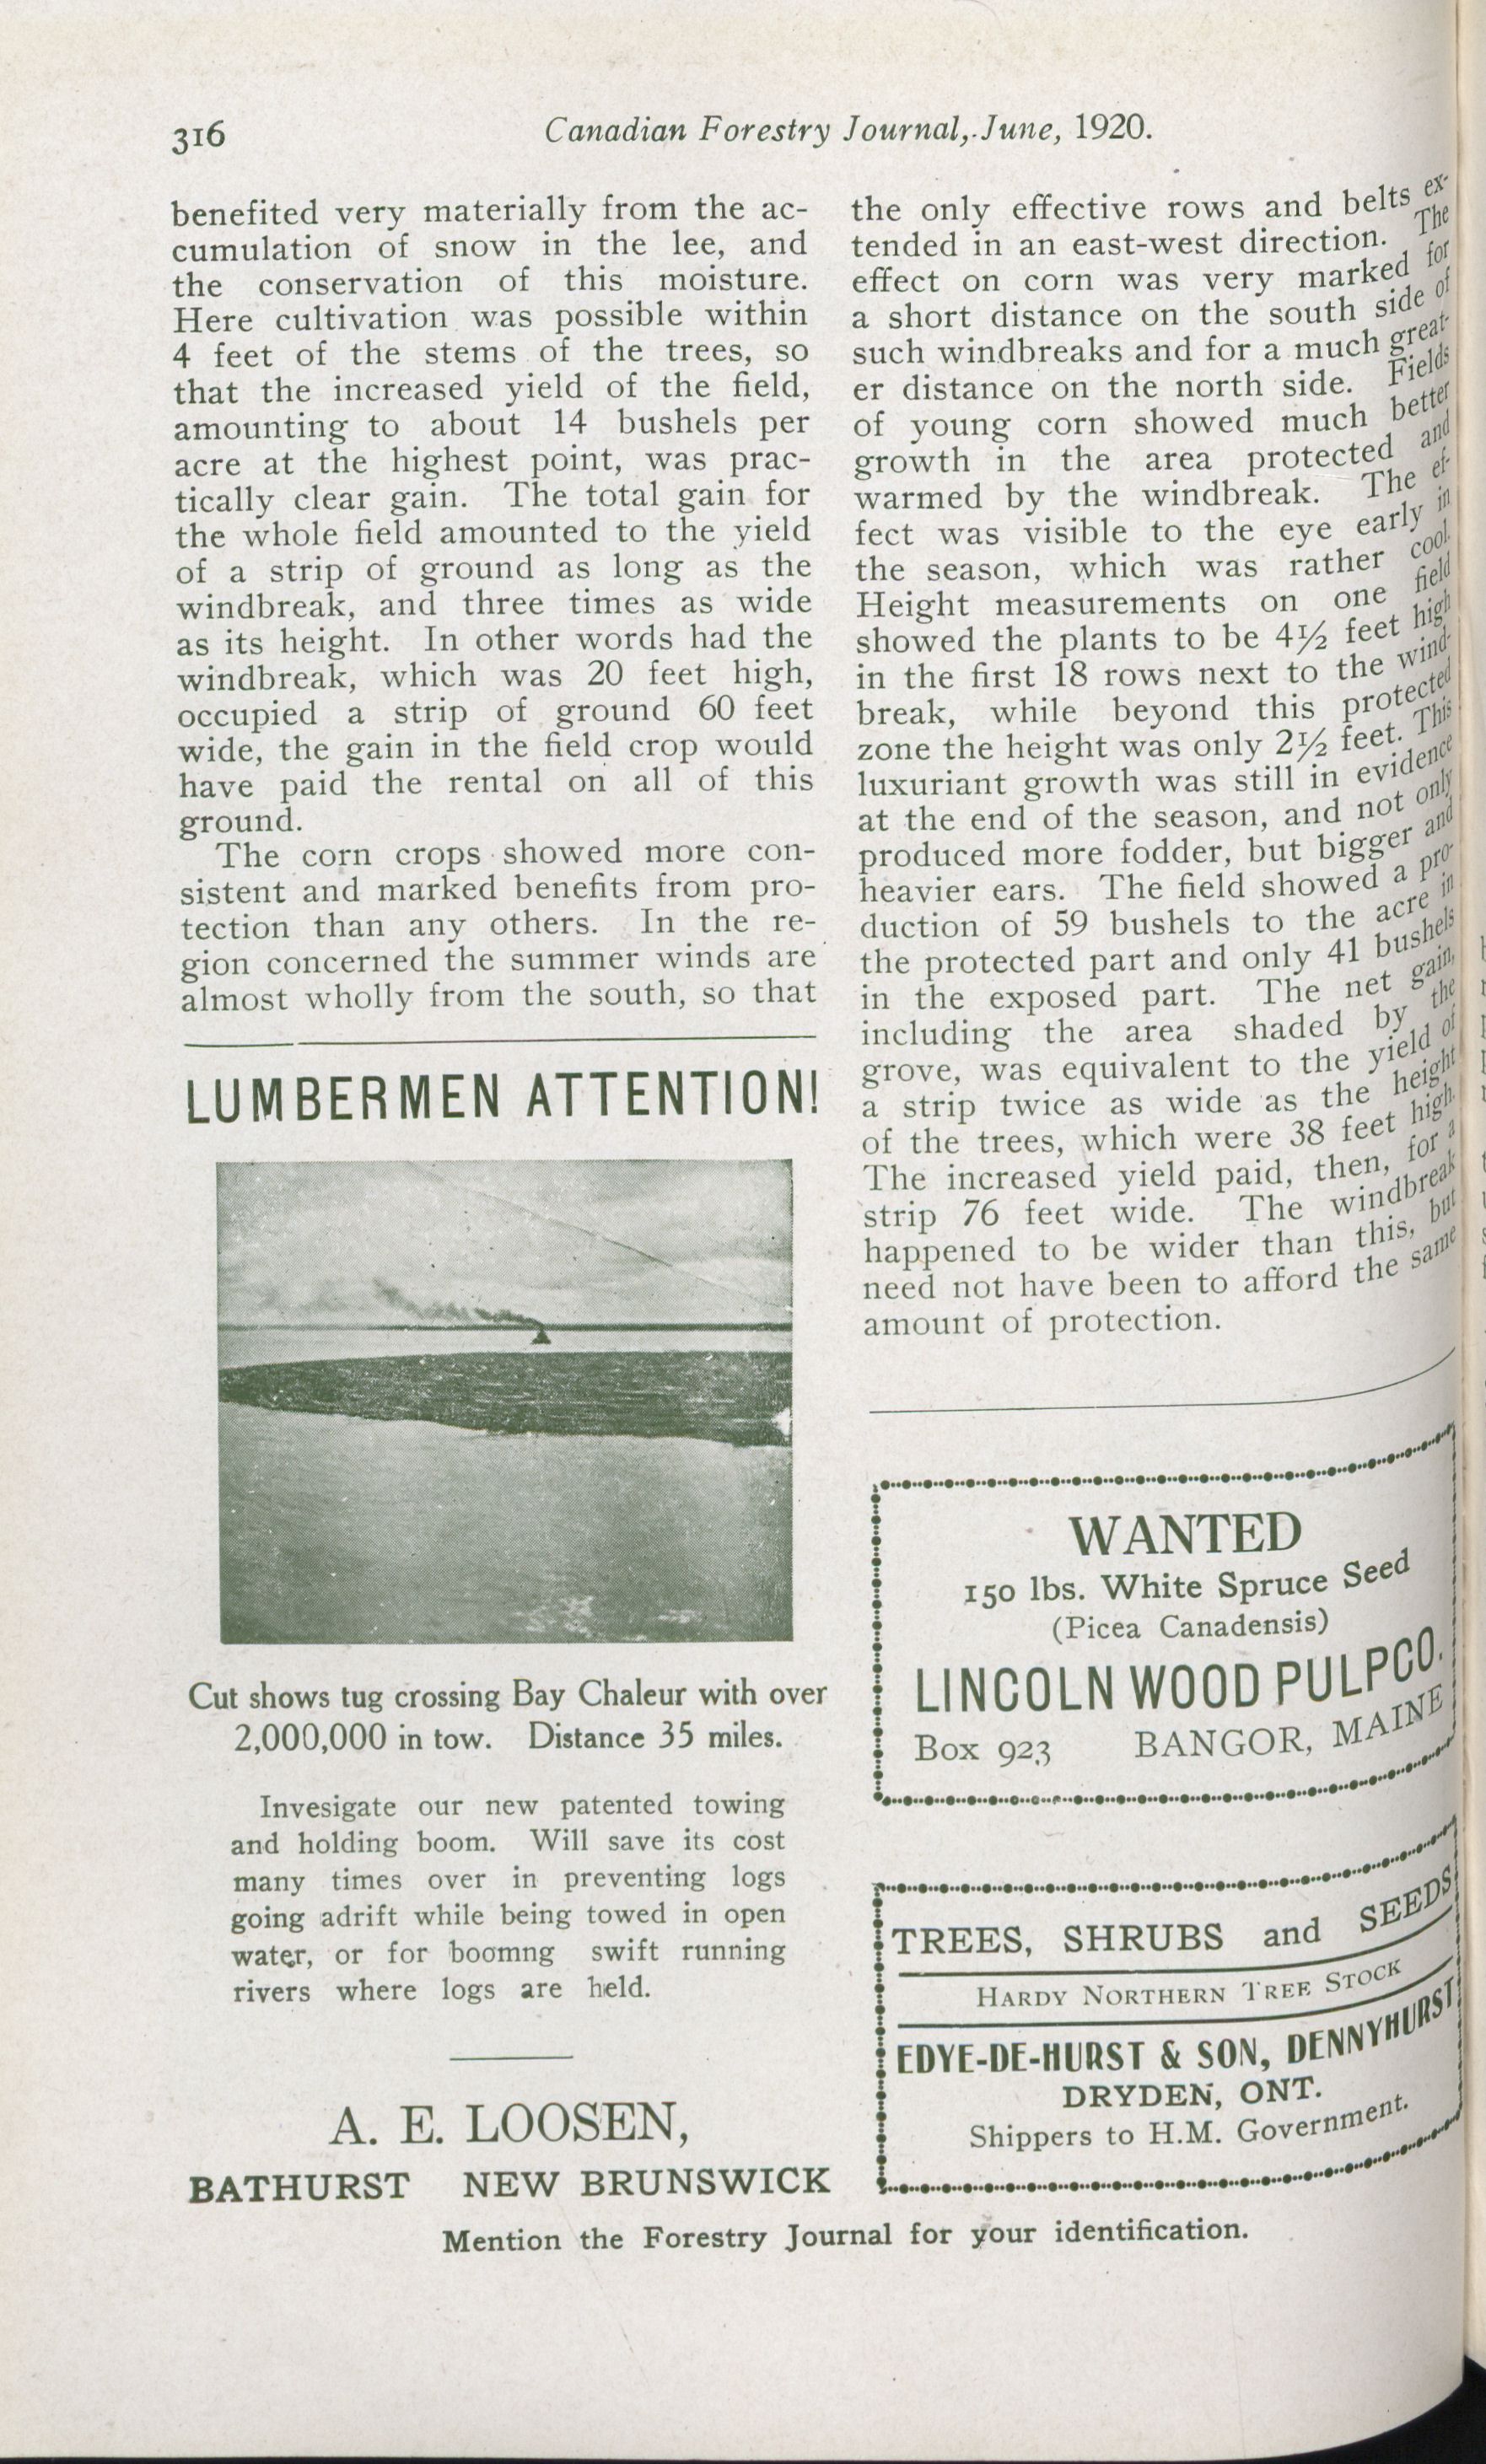 316
Canadian Forestry Journal, June, 1920.
benefited very materially from the ac-
cumulation of snow in the lee, and
the conservation of this moisture.
Here cultivation was possible within
4 feet of the stems of the trees, so
that the increased yield of the field,
amounting to about 14 bushels per
acre at the highest point, was prac-
tically clear gain. The total gain for
the whole field amounted to the yield
of a strip of ground as long as the
windbreak, and three times as wide
as its height. In other words had the
windbreak, which was 20 feet high,
occupied a strip of ground 60 feet
wide, the gain in the field crop would
have paid the rental on all of this
ground.
The corn crops showed more con-
sistent and marked benefits from pro-
tection than any others. In the re-
gion concerned the summer winds are
almost wholly from the south, so that
LUMBERMEN ATTENTION!
Cut shows tug crossing Bay Chaleur with over
2,000,000 in tow. Distance 35 miles.
Invesigate our new patented towing
and holding boom. Will save its cost
many times over in preventing logs
going adrift while being towed in open
water, or for boomng swift running
rivers where logs are held.
A. E. LOOSEN,
BATHURST NEW BRUNSWICK
the only effective rows and belts ex-
tended in an east-west direction. The
effect on corn was very marked for
a short distance on the south side of
such windbreaks and for a much great-
er distance on the north side. Fields
of young corn showed much better
growth in the area protected and
warmed by the windbreak. The ef-
fect was visible to the eye early in
the season, which was rather cool.
Height measurements on one field
showed the plants to be 4½ feet high
in the first 18 rows next to the wind-
break, while beyond this protected
zone the height was only 2½ feet. This
luxuriant growth was still in evidence
at the end of the season, and not only
produced more fodder, but bigger and
heavier ears. The field showed a pro-
duction of 59 bushels to the acre in
the protected part and only 41 bushels
in the exposed part. The net gain,
including the area shaded by the
grove, was equivalent to the yield of
a strip twice as wide as the height
of the trees, which were 38 feet high.
The increased yield paid, then, for a
strip 76 feet wide. The windbreak
happened to be wider than this, but
need not have been to afford the same
amount of protection.
WANTED
150 lbs. White Spruce Seed
(Picea Canadensis)
LINCOLN WOOD PULP CO.
Box 923 BANGOR, MAINE
TREES, SHRUBS and SEEDS
HARDY NORTHERN TREE STOCK
EDYE-DE-HURST & SON, DENNYHURST
DRYDEN, ONT.
Shippers to H.M. Government.
Mention the Forestry Journal for your identification.